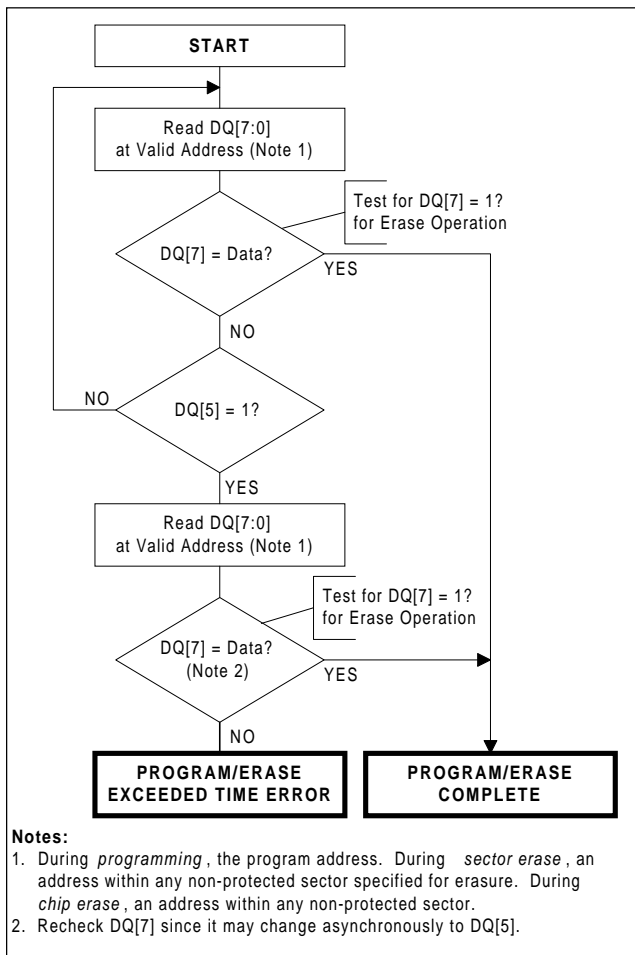 START
Read DQ[7:0]
at Valid Address (Note 1)
Test for DQ[7] = 1?
for Erase Operation
DQ[7] = Data?
YES
NO
NO
DQ[5] = 1?
YES
Read DQ[7:0]
at Valid Address (Note 1)
Test for DQ[7] = 1?
for Erase Operation
DQ[7] = Data?
(Note 2)
YES
NO
PROGRAM/ERASE
EXCEEDED TIME ERROR
PROGRAM/ERASE
COMPLETE
Notes:
1. During programming, the program address. During sector erase, an
address within any non-protected sector specified for erasure. During
chip erase, an address within any non-protected sector.
2. Recheck DQ[7] since it may change asynchronously to DQ[5].